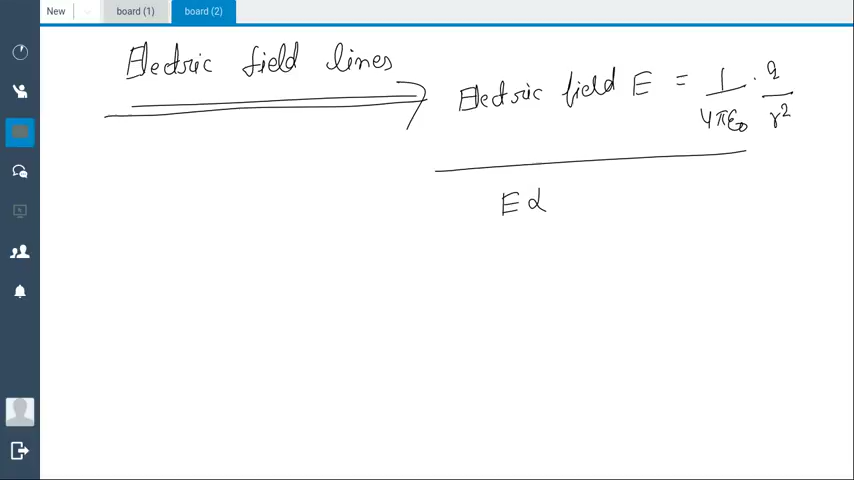 New board (1) board (2)
Electric field lines
Electric field E = 1/4πε₀ · q/r²
E α